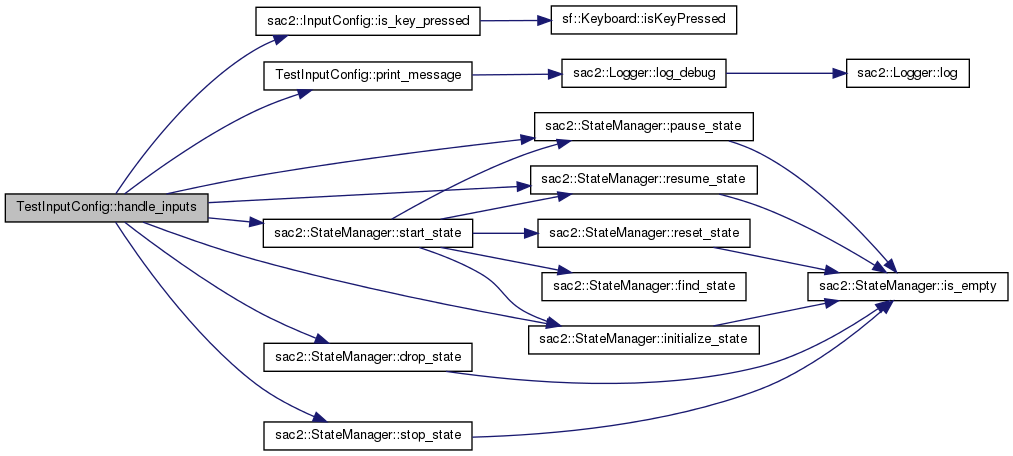 sac2::InputConfig::is_key_pressed
sf::Keyboard::isKeyPressed
TestInputConfig::print_message
sac2::Logger::log_debug
sac2::Logger::log
sac2::StateManager::pause_state
sac2::StateManager::resume_state
TestInputConfig::handle_inputs
sac2::StateManager::start_state
sac2::StateManager::reset_state
sac2::StateManager::find_state
sac2::StateManager::is_empty
sac2::StateManager::initialize_state
sac2::StateManager::drop_state
sac2::StateManager::stop_state